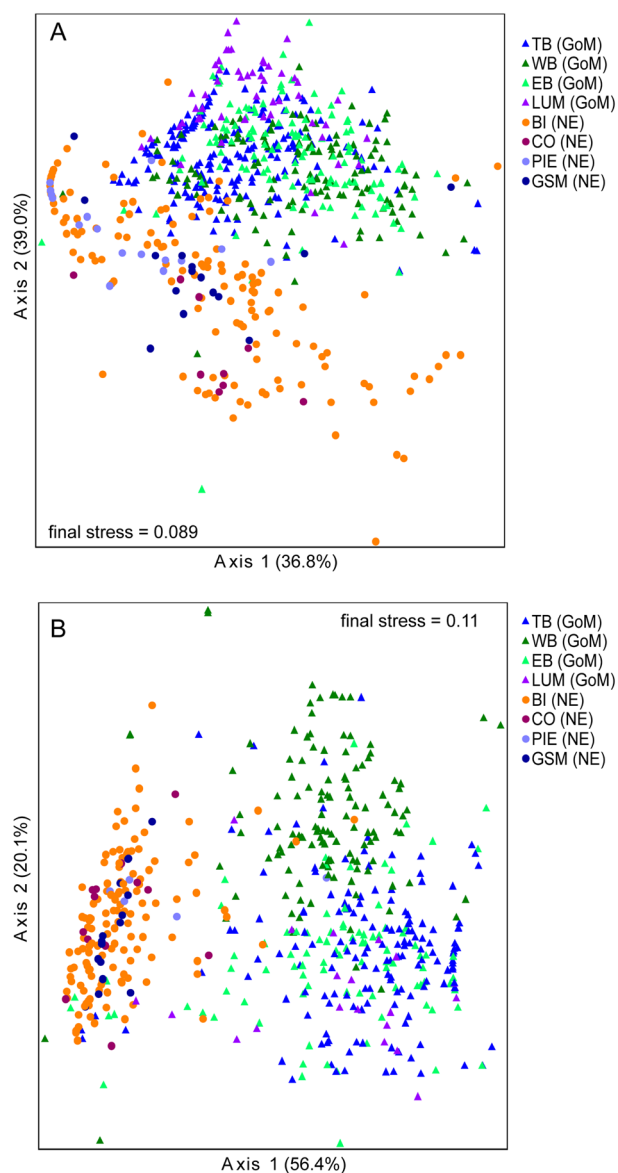 A
TB (GoM)
WB (GoM)
EB (GoM)
LUM (GoM)
BI (NE)
CO (NE)
PIE (NE)
GSM (NE)
Axis 2 (39.0%)
final stress = 0.089
Axis 1 (36.8%)
B
final stress = 0.11
TB (GoM)
WB (GoM)
EB (GoM)
LUM (GoM)
BI (NE)
CO (NE)
PIE (NE)
GSM (NE)
Axis 2 (20.1%)
Axis 1 (56.4%)